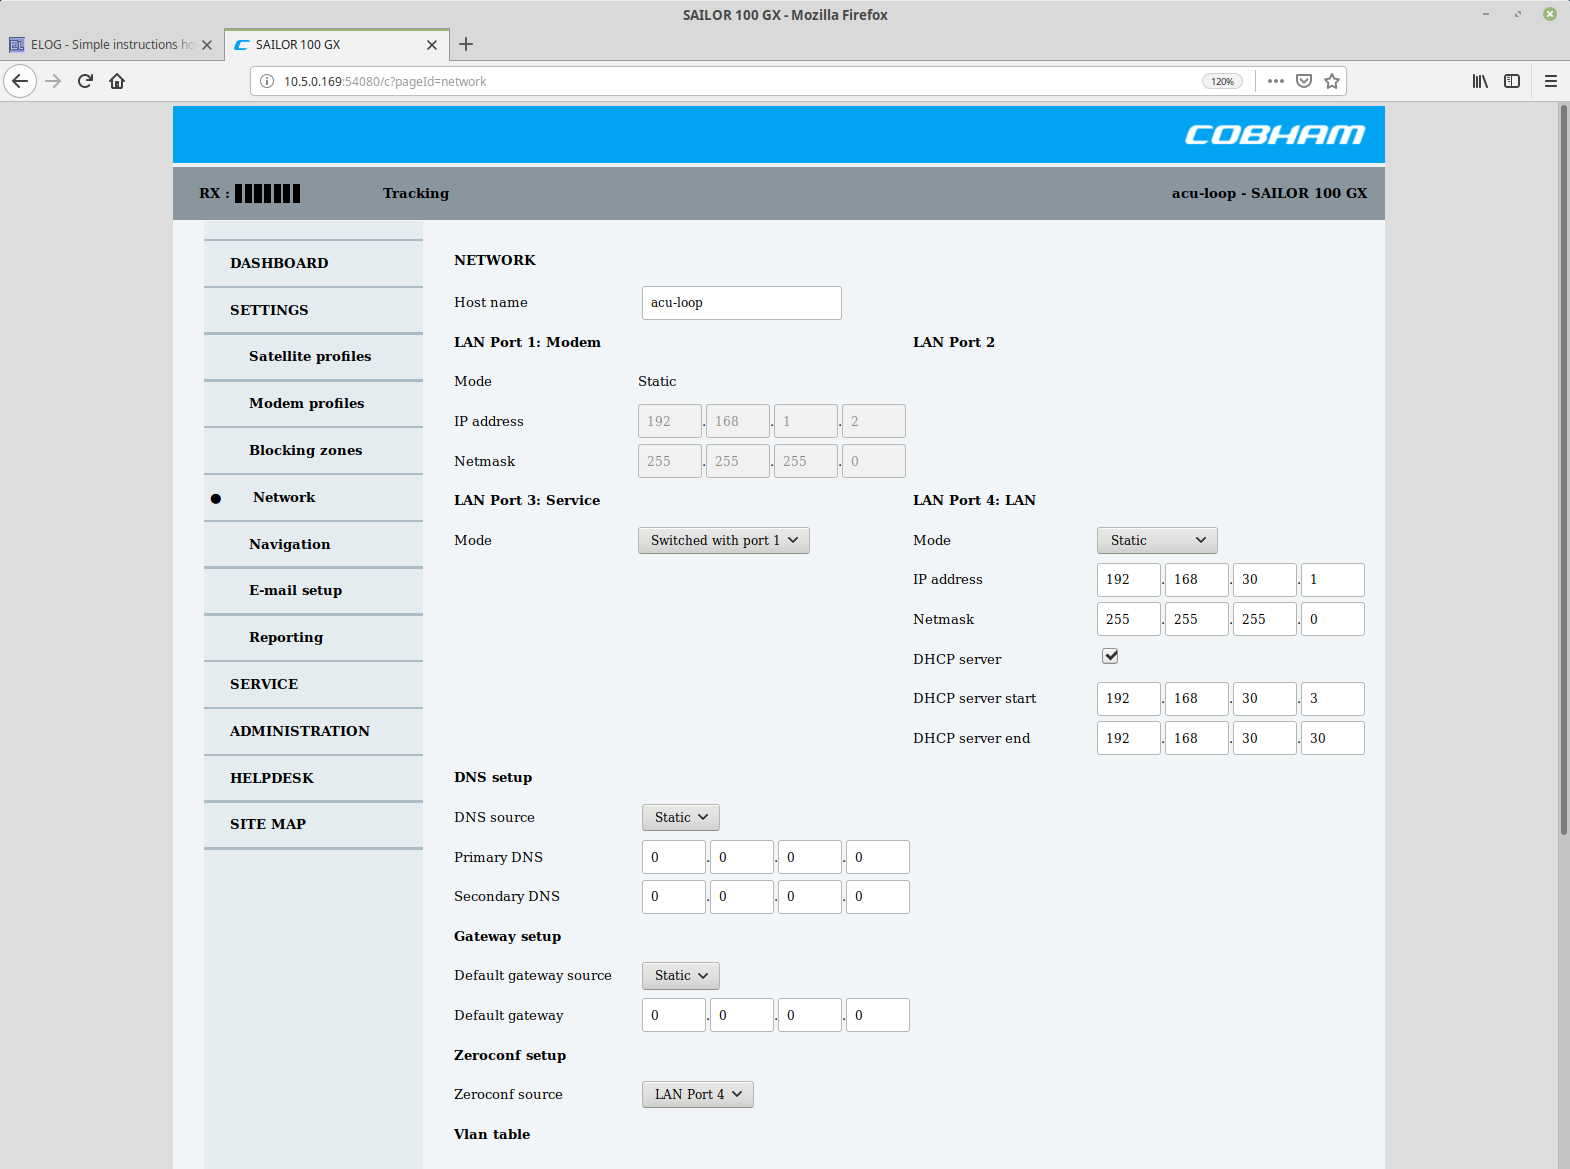 SAILOR 100 GX - Mozilla Firefox
ELOG - Simple instructions ho
SAILOR 100 GX
10.5.0.169:54080/c?pageId=network
120%
COBHAM
RX :
Tracking
acu-loop - SAILOR 100 GX
DASHBOARD
SETTINGS
Satellite profiles
Modem profiles
Blocking zones
Network
Navigation
E-mail setup
Reporting
SERVICE
ADMINISTRATION
HELPDESK
SITE MAP
NETWORK
Host name acu-loop
LAN Port 1: Modem
Mode Static
IP address 192 . 168 . 1 . 2
Netmask 255 . 255 . 255 . 0
LAN Port 2
LAN Port 3: Service
Mode Switched with port 1
LAN Port 4: LAN
Mode Static
IP address 192 . 168 . 30 . 1
Netmask 255 . 255 . 255 . 0
DHCP server
DHCP server start 192 . 168 . 30 . 3
DHCP server end 192 . 168 . 30 . 30
DNS setup
DNS source Static
Primary DNS 0 . 0 . 0 . 0
Secondary DNS 0 . 0 . 0 . 0
Gateway setup
Default gateway source Static
Default gateway 0 . 0 . 0 . 0
Zeroconf setup
Zeroconf source LAN Port 4
Vlan table